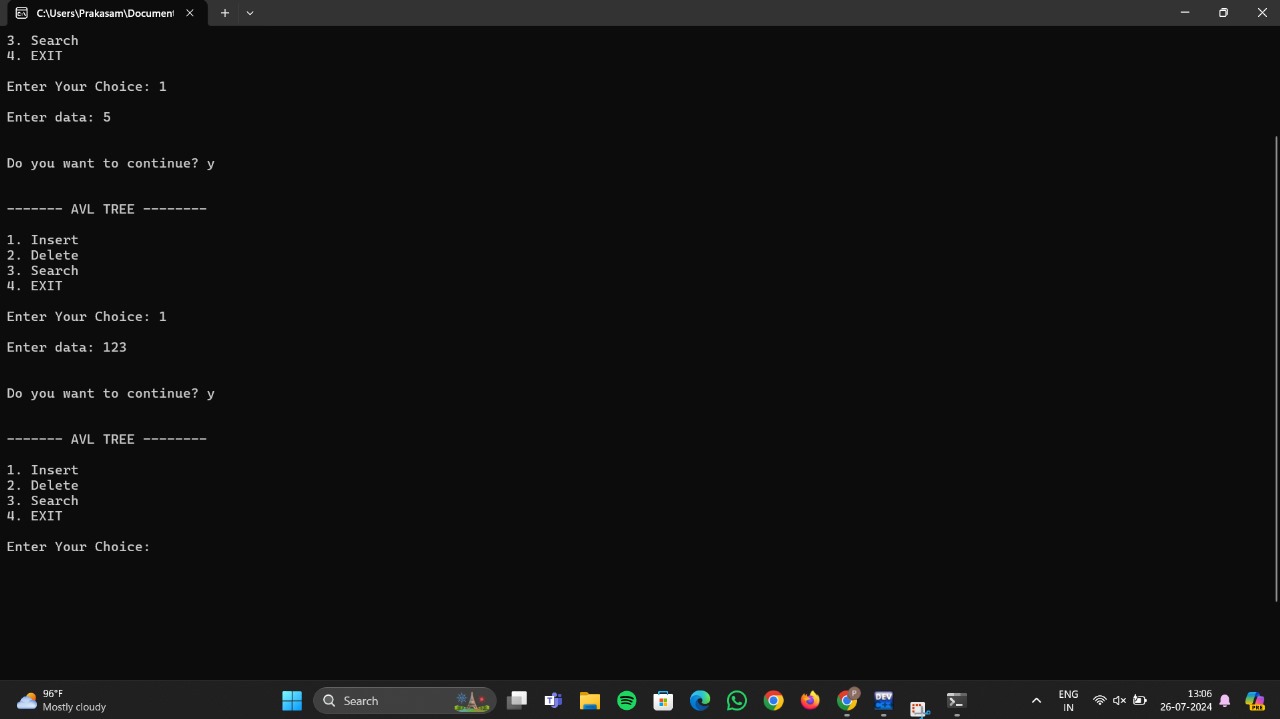 C:\Users\Prakasam\Document
3. Search
4. EXIT
Enter Your Choice: 1
Enter data: 5
Do you want to continue? y
------- AVL TREE --------
1. Insert
2. Delete
3. Search
4. EXIT
Enter Your Choice: 1
Enter data: 123
Do you want to continue? y
------- AVL TREE --------
1. Insert
2. Delete
3. Search
4. EXIT
Enter Your Choice:
96°F
Mostly cloudy
Search
DEV
P
ENG
IN
13:06
26-07-2024
PRE